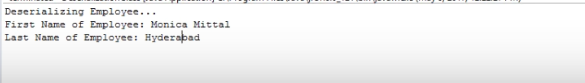 Deserializing Employee...
First Name of Employee: Monica Mittal
Last Name of Employee: Hyderabad